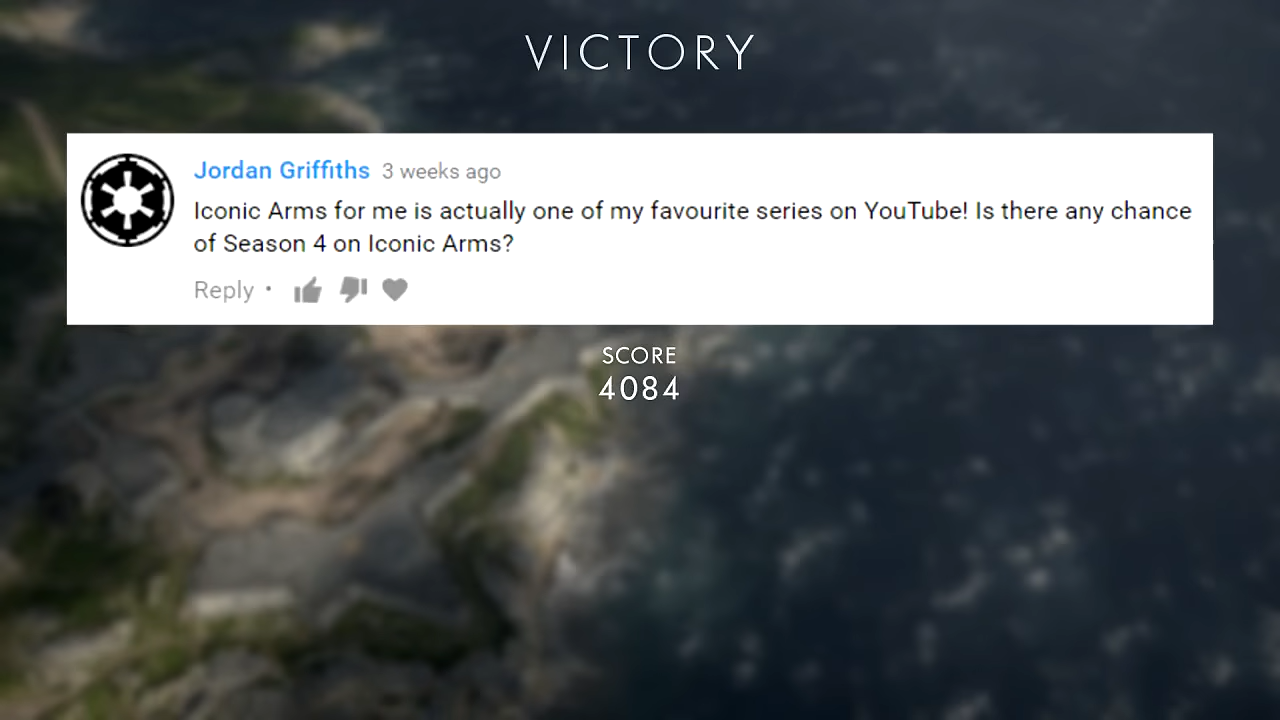 VICTORY
Jordan Griffiths 3 weeks ago
Iconic Arms for me is actually one of my favourite series on YouTube! Is there any chance
of Season 4 on Iconic Arms?
Reply •
SCORE
4084